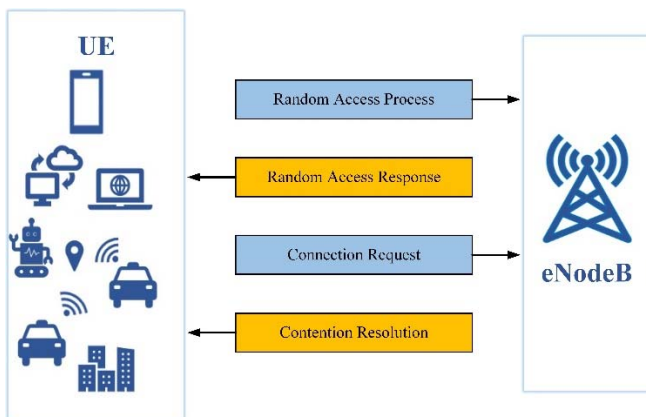 UE
Random Access Process
Random Access Response
Connection Request
Contention Resolution
eNodeB